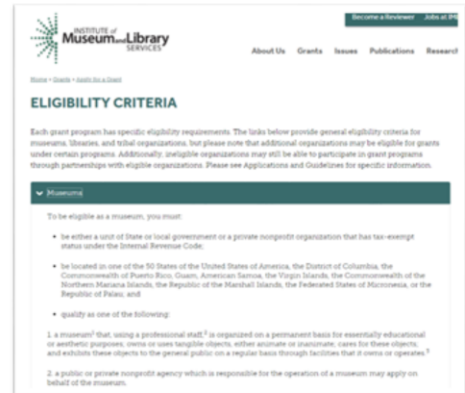 Become a Reviewer Jobs at
INSTITUTE of
Museum and Library
SERVICES
About Us Grants Issues Publications Research
Home » Grants » Apply for a Grant
ELIGIBILITY CRITERIA
Each grant program has specific eligibility requirements. The links below provide general eligibility criteria for
museums, libraries, and tribal organizations, but please note that additional organizations may be eligible for grants
under certain programs. Additionally, ineligible organizations may still be able to participate in grant programs
through partnerships with eligible organizations. Please see Applications and Guidelines for specific information.
Museums
To be eligible as a museum, you must:
• be either a unit of State or local government or a private nonprofit organization that has tax-exempt
status under the Internal Revenue Code;
• be located in one of the 50 States of the United States of America, the District of Columbia, the
Commonwealth of Puerto Rico, Guam, American Samoa, the Virgin Islands, the Commonwealth of the
Northern Mariana Islands, the Republic of the Marshall Islands, the Federated States of Micronesia, or the
Republic of Palau; and
• qualify as one of the following:
1. a museum¹ that, using a professional staff,² is organized on a permanent basis for essentially educational
or aesthetic purposes; owns or uses tangible objects, either animate or inanimate; cares for these objects;
and exhibits these objects to the general public on a regular basis through facilities that it owns or operates.³
2. a public or private nonprofit agency which is responsible for the operation of a museum may apply on
behalf of the museum.